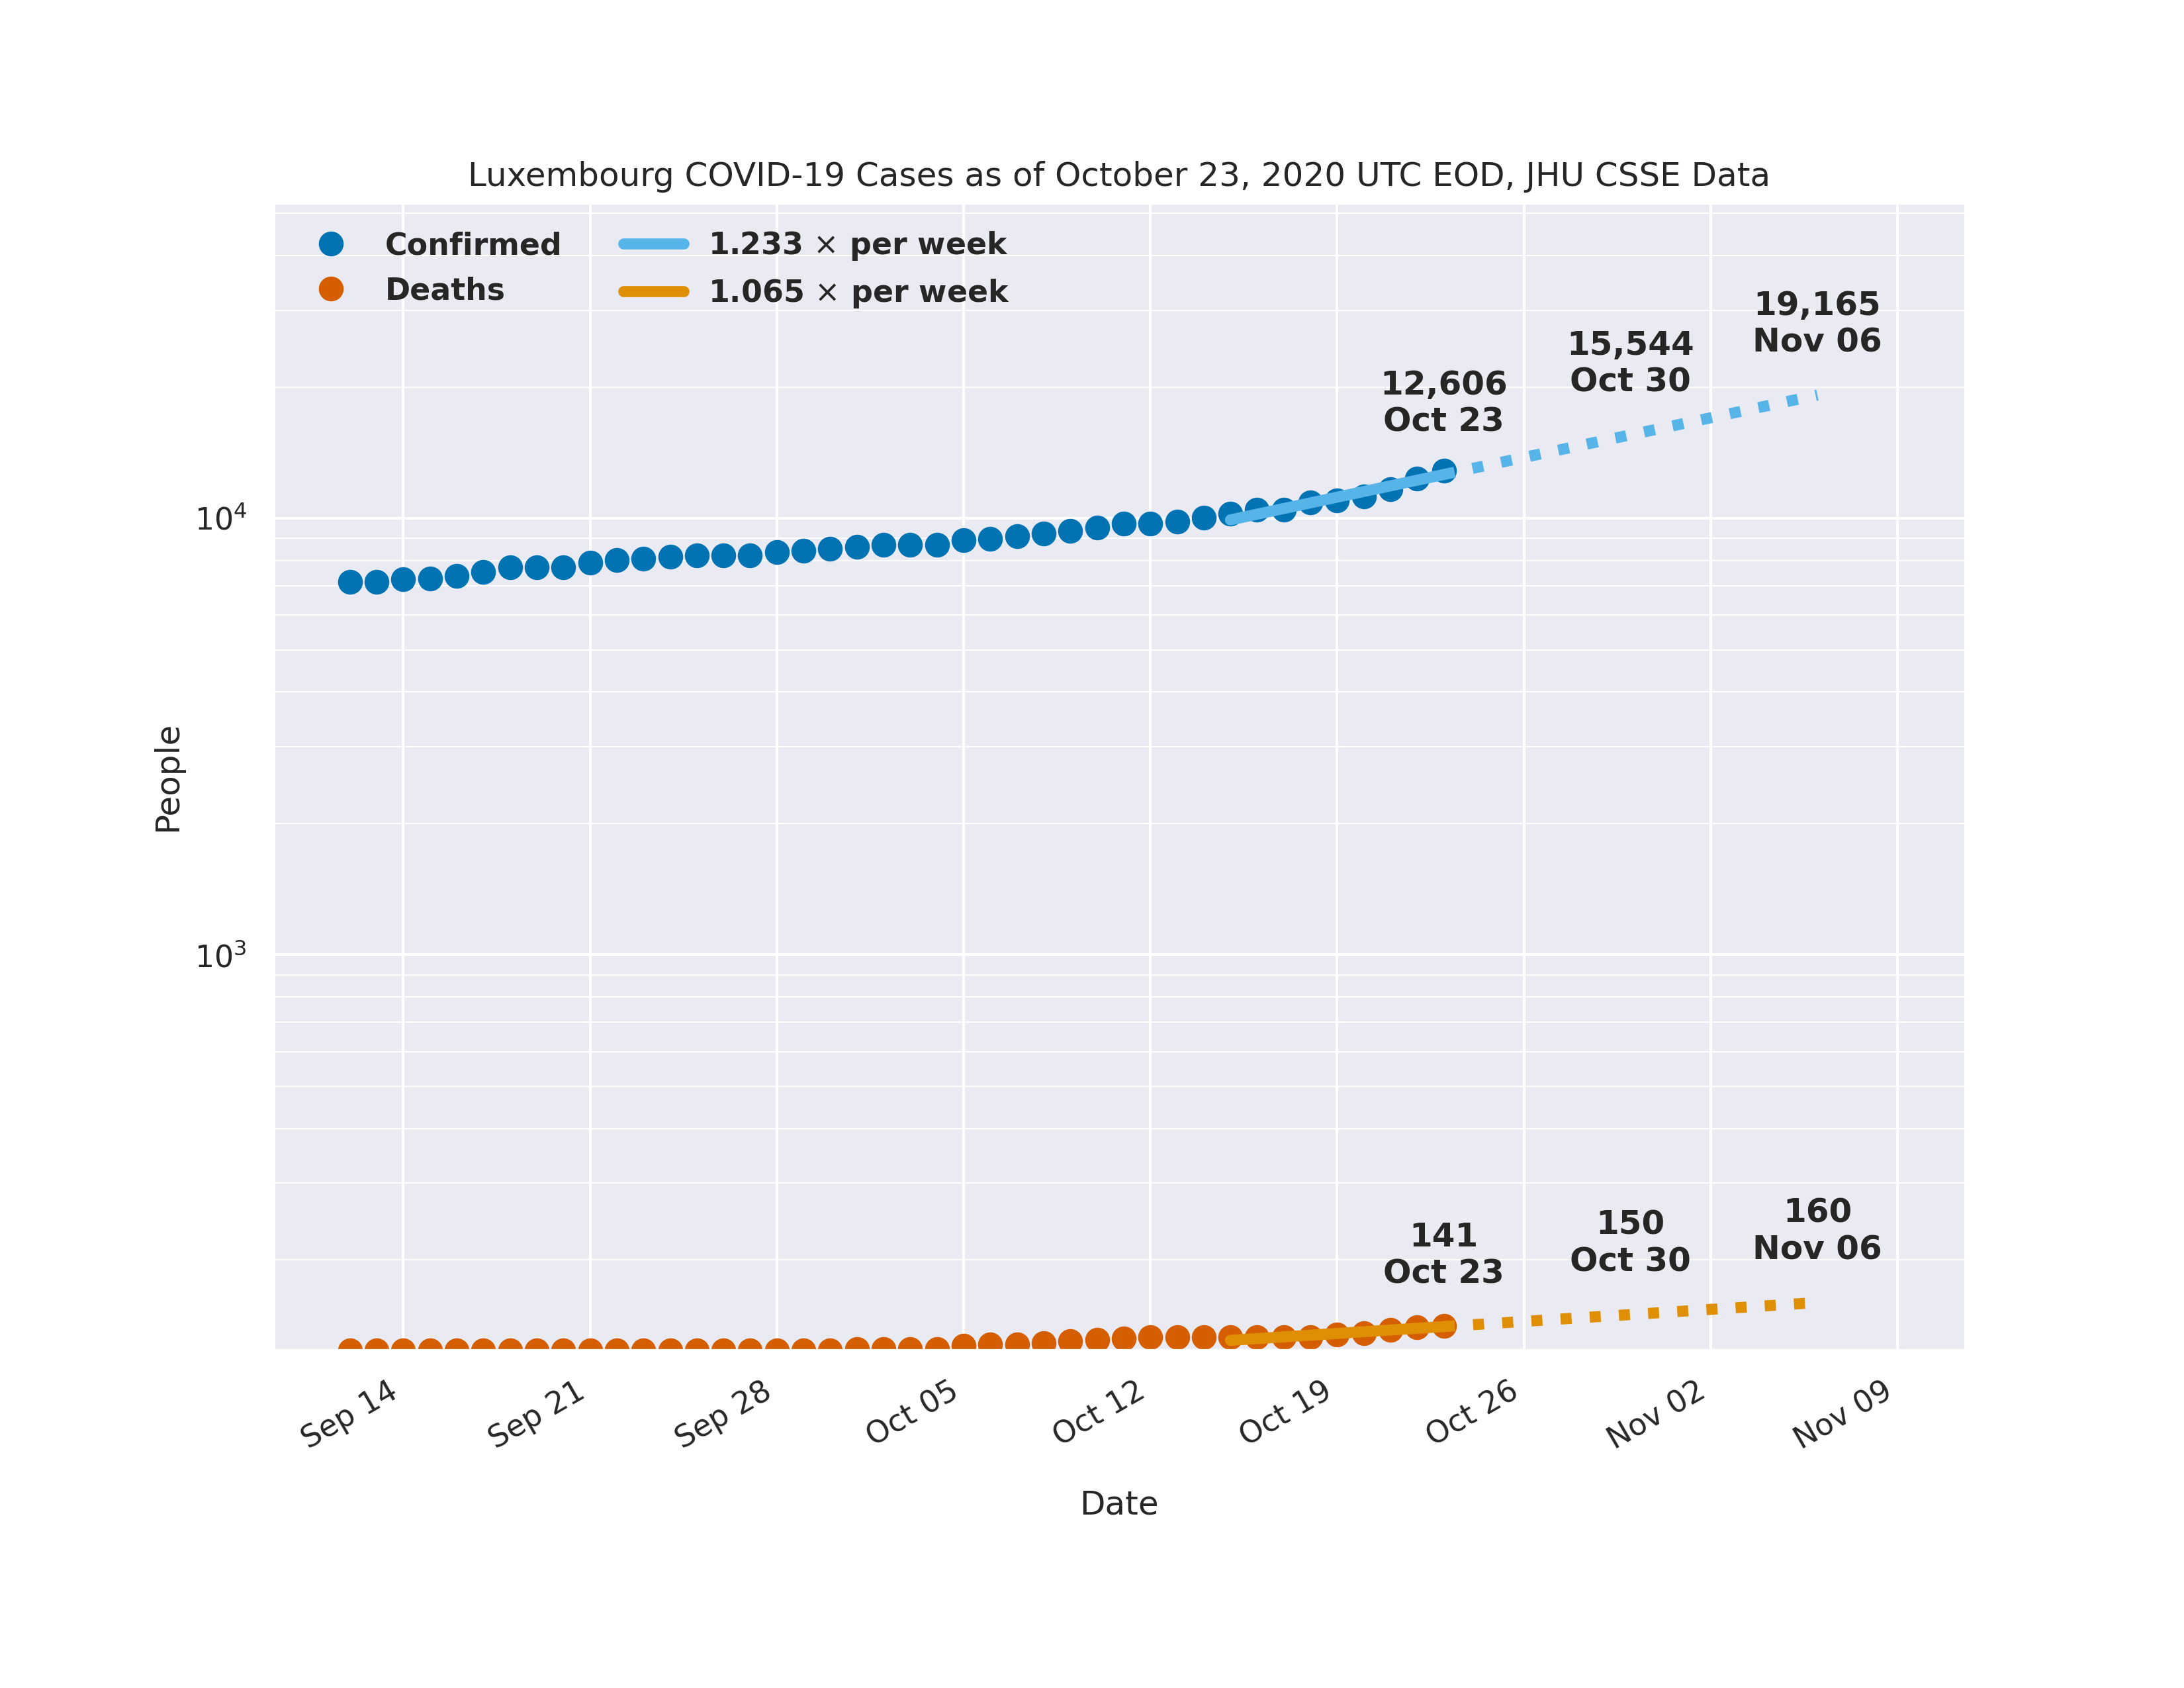 Luxembourg COVID-19 Cases as of October 23, 2020 UTC EOD, JHU CSSE Data
Confirmed
Deaths
1.233 × per week
1.065 × per week
19,165
Nov 06
15,544
Oct 30
12,606
Oct 23
10⁴
People
10³
141
Oct 23
150
Oct 30
160
Nov 06
Sep 14
Sep 21
Sep 28
Oct 05
Oct 12
Oct 19
Oct 26
Nov 02
Nov 09
Date